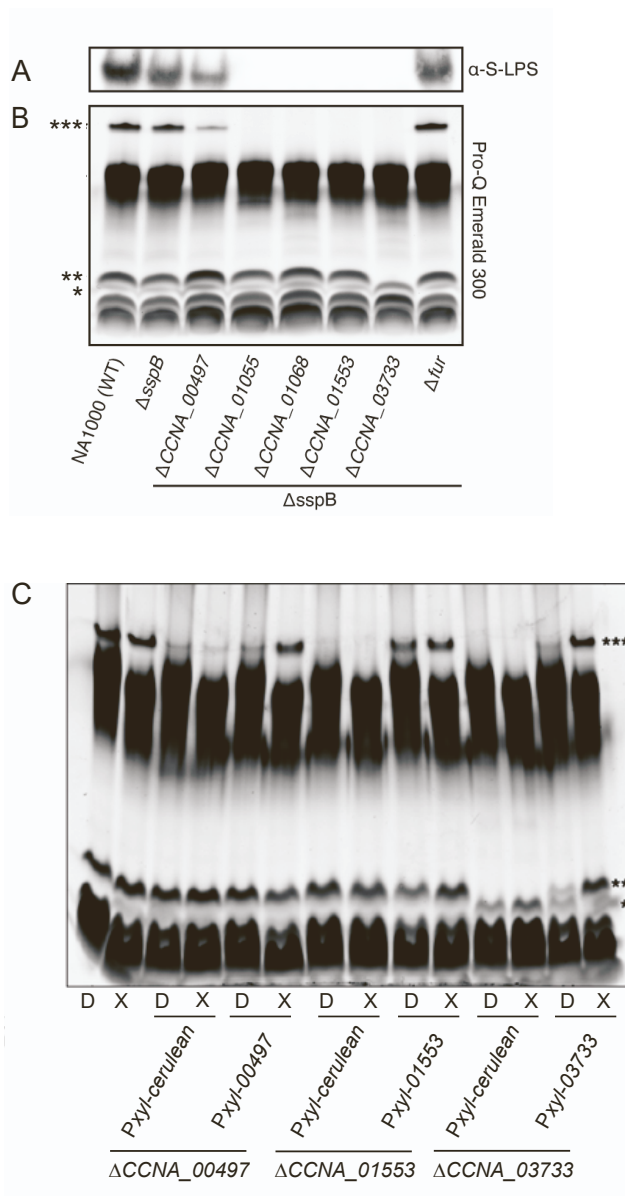 A
α-S-LPS
B
***
**
*
Pro-Q Emerald 300
NA1000 (WT)
ΔsspB
ΔCCNA_00497
ΔCCNA_01055
ΔCCNA_01068
ΔCCNA_01553
ΔCCNA_03733
Δfur
ΔsspB
C
***
**
*
D X D X D X D X D X D X D X
Pxyl-cerulean
Pxyl-00497
Pxyl-cerulean
Pxyl-01553
Pxyl-cerulean
Pxyl-03733
ΔCCNA_00497 ΔCCNA_01553 ΔCCNA_03733